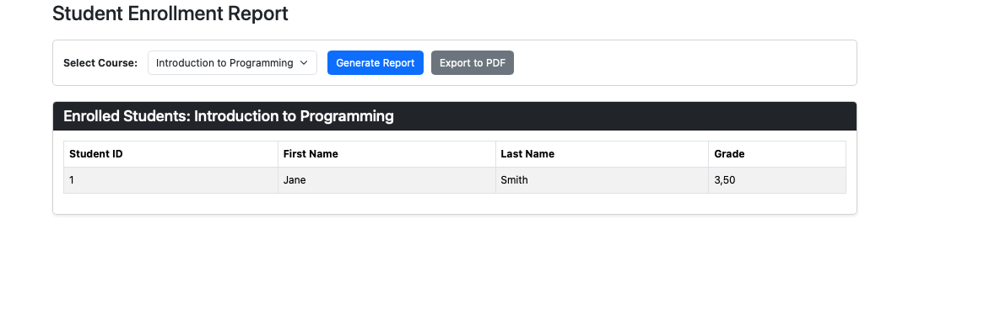 Student Enrollment Report
Select Course: Introduction to Programming Generate Report Export to PDF
Enrolled Students: Introduction to Programming
Student ID First Name Last Name Grade
1 Jane Smith 3,50